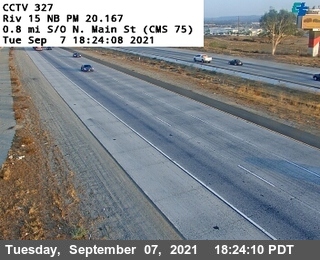 CCTV 327
Riv 15 NB PM 20.167
0.8 mi S/O N. Main St (CMS 75)
Tue Sep 7 18:24:08 2021
Tuesday, September 07, 2021 18:24:10 PDT